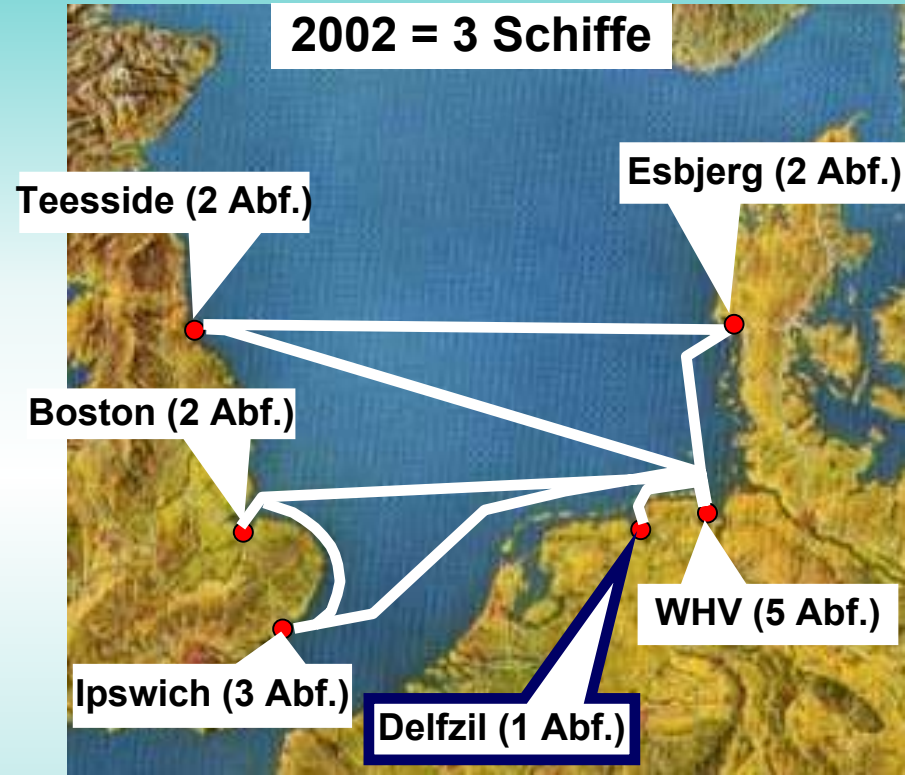 2002 = 3 Schiffe
Esbjerg (2 Abf.)
Teesside (2 Abf.)
Boston (2 Abf.)
WHV (5 Abf.)
Ipswich (3 Abf.)
Delfzil (1 Abf.)